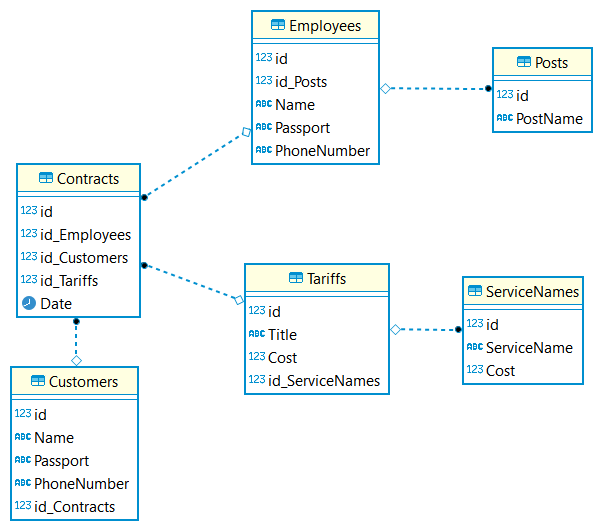 Employees
123 id
123 id_Posts
ABC Name
ABC Passport
ABC PhoneNumber
Posts
123 id
ABC PostName
Contracts
123 id
123 id_Employees
123 id_Customers
123 id_Tariffs
Date
Tariffs
123 id
ABC Title
123 Cost
123 id_ServiceNames
ServiceNames
123 id
ABC ServiceName
123 Cost
Customers
123 id
ABC Name
ABC Passport
ABC PhoneNumber
123 id_Contracts